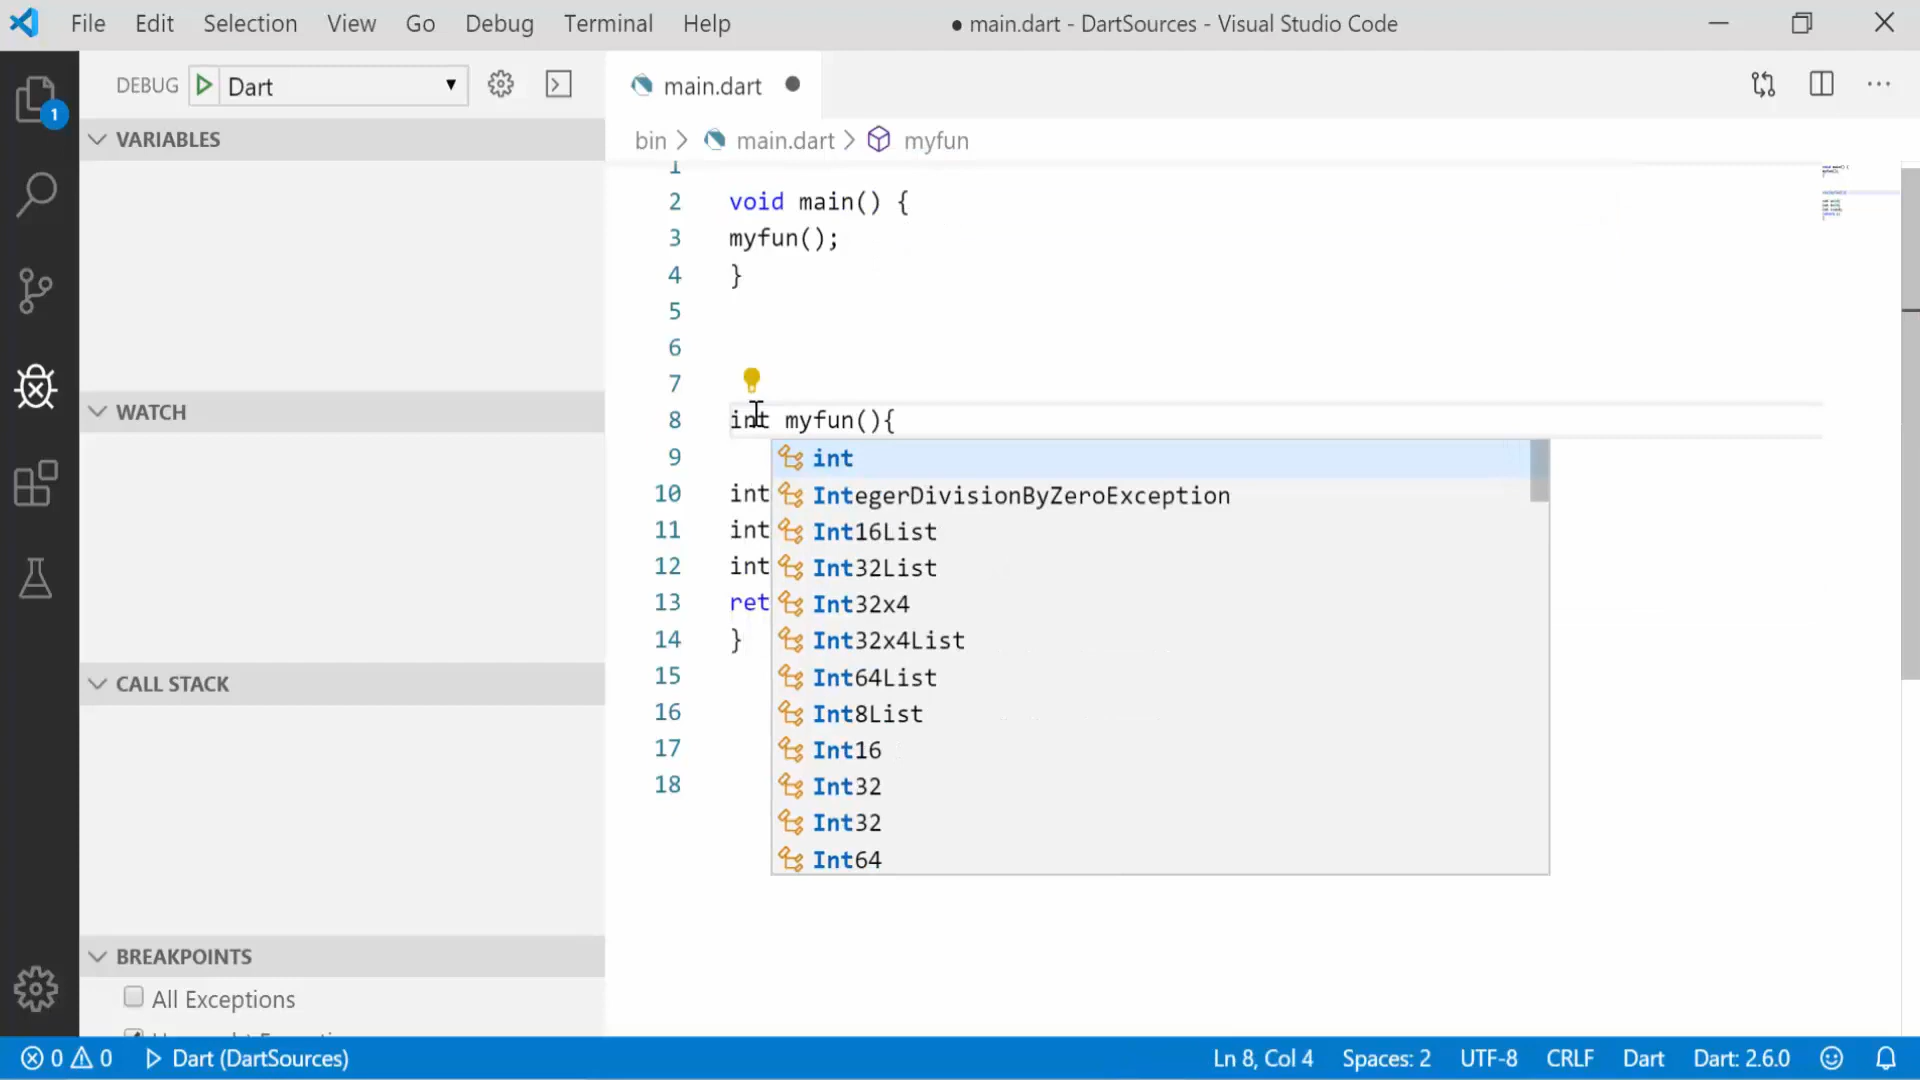 File Edit Selection View Go Debug Terminal Help
● main.dart - DartSources - Visual Studio Code
DEBUG Dart
main.dart
1
VARIABLES
bin > main.dart > myfun
1
2 void main() {
3 myfun();
4 }
5
6
7
WATCH
8 int myfun(){
9
10 int
11 int
12 int
13 ret
14 }
15
16
17
18
int
IntegerDivisionByZeroException
Int16List
Int32List
Int32x4
Int32x4List
Int64List
Int8List
Int16
Int32
Int32
Int64
CALL STACK
BREAKPOINTS
All Exceptions
0 0 Dart (DartSources)
Ln 8, Col 4 Spaces: 2 UTF-8 CRLF Dart Dart: 2.6.0